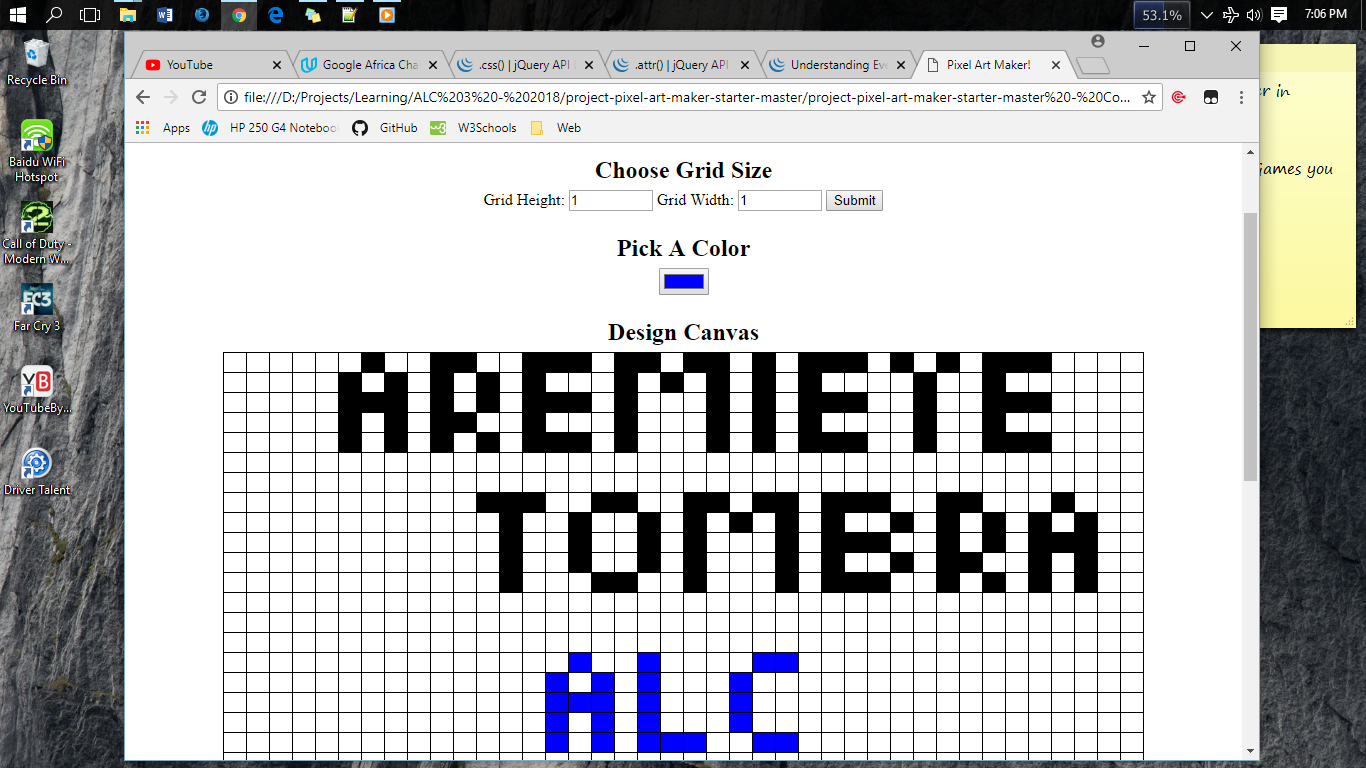 53.1%
7:06 PM
Recycle Bin
Baidu WiFi
Hotspot
Call of Duty -
Modern W...
Far Cry 3
YouTubeBy...
Driver Talent
YouTube
Google Africa Cha
.css() | jQuery API
.attr() | jQuery API
Understanding Eve
Pixel Art Maker!
file:///D:/Projects/Learning/ALC%203%20-%202018/project-pixel-art-maker-starter-master/project-pixel-art-maker-starter-master%20-%20Co...
Apps
HP 250 G4 Noteboo
GitHub
W3Schools
Web
in
James you
Choose Grid Size
Grid Height: 1 Grid Width: 1 Submit
Pick A Color
Design Canvas
AREMIETE
TOMBRA
ALC